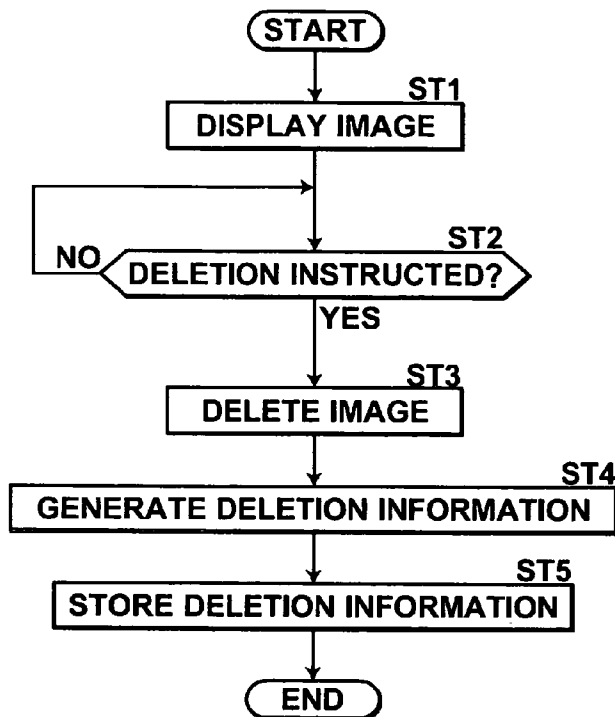 START
ST1
DISPLAY IMAGE
ST2
NO
DELETION INSTRUCTED?
YES
ST3
DELETE IMAGE
ST4
GENERATE DELETION INFORMATION
ST5
STORE DELETION INFORMATION
END